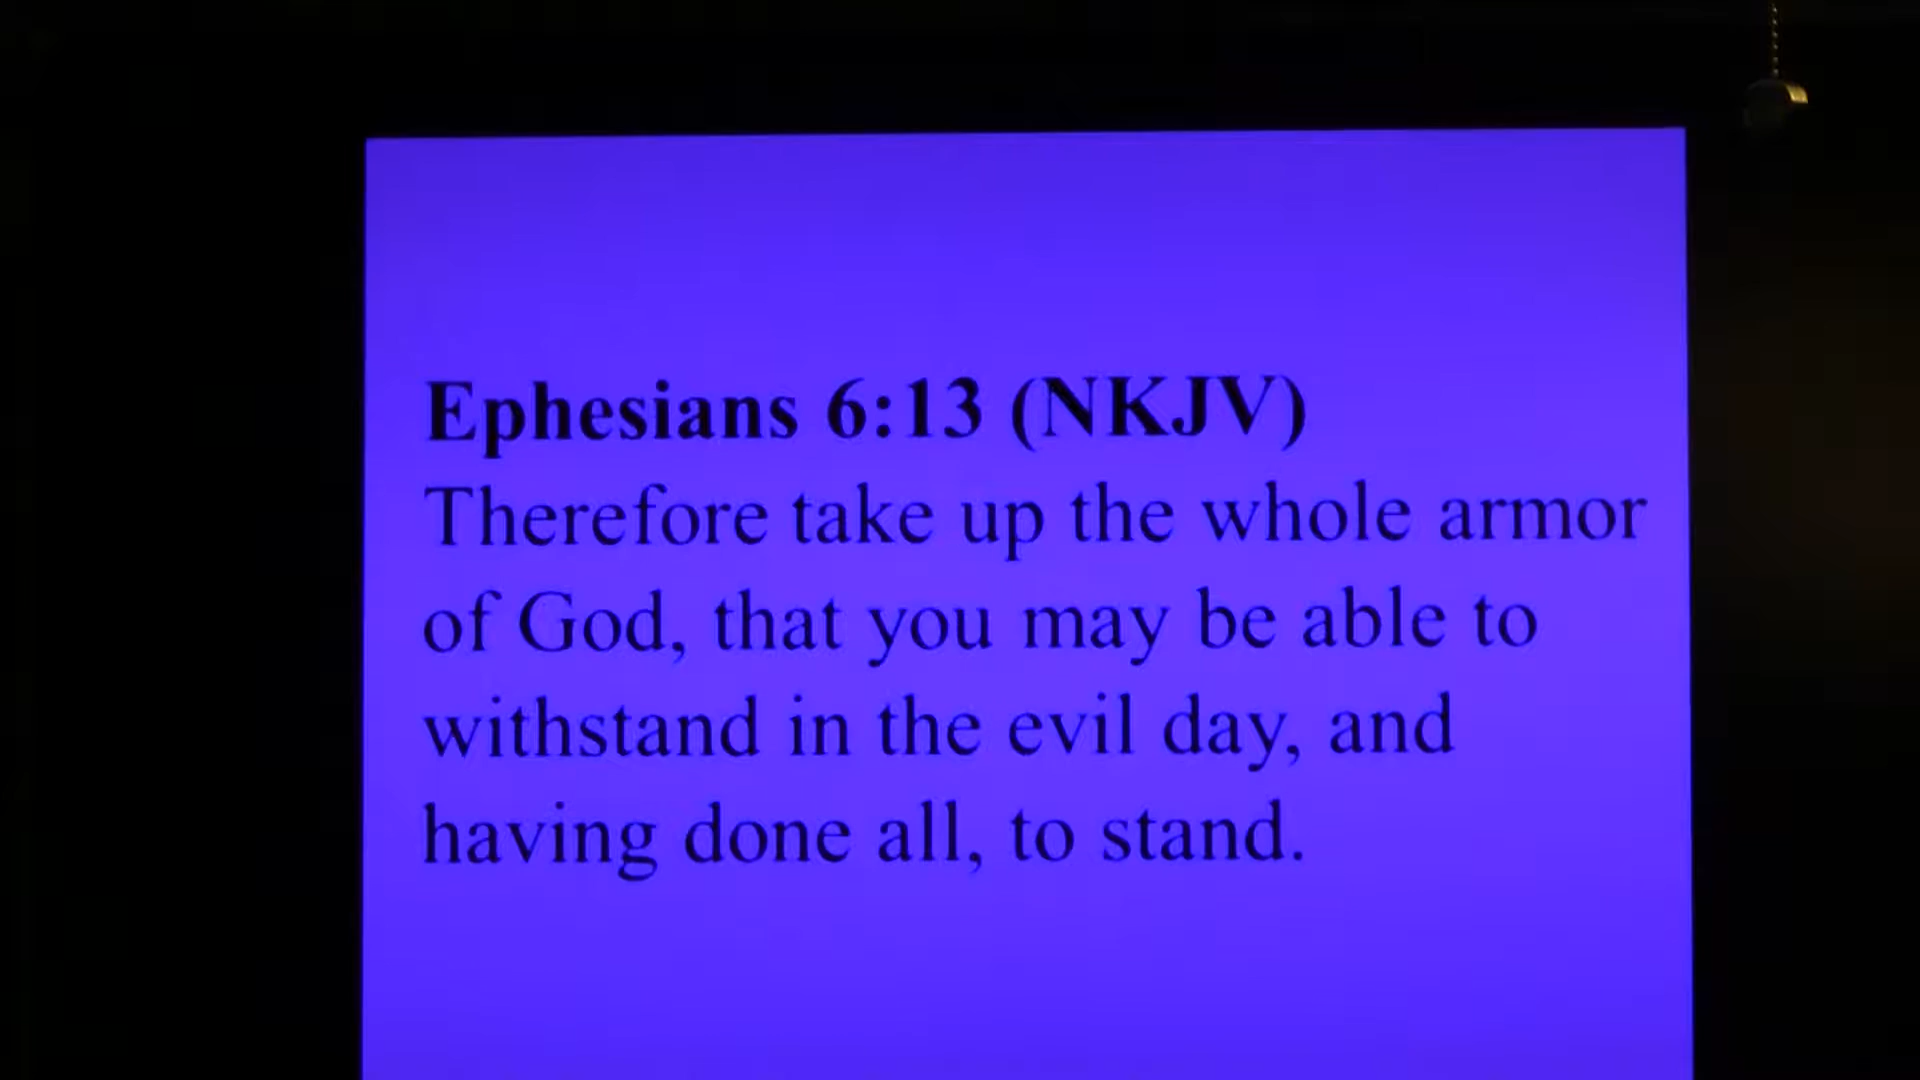 Ephesians 6:13 (NKJV)
Therefore take up the whole armor
of God, that you may be able to
withstand in the evil day, and
having done all, to stand.